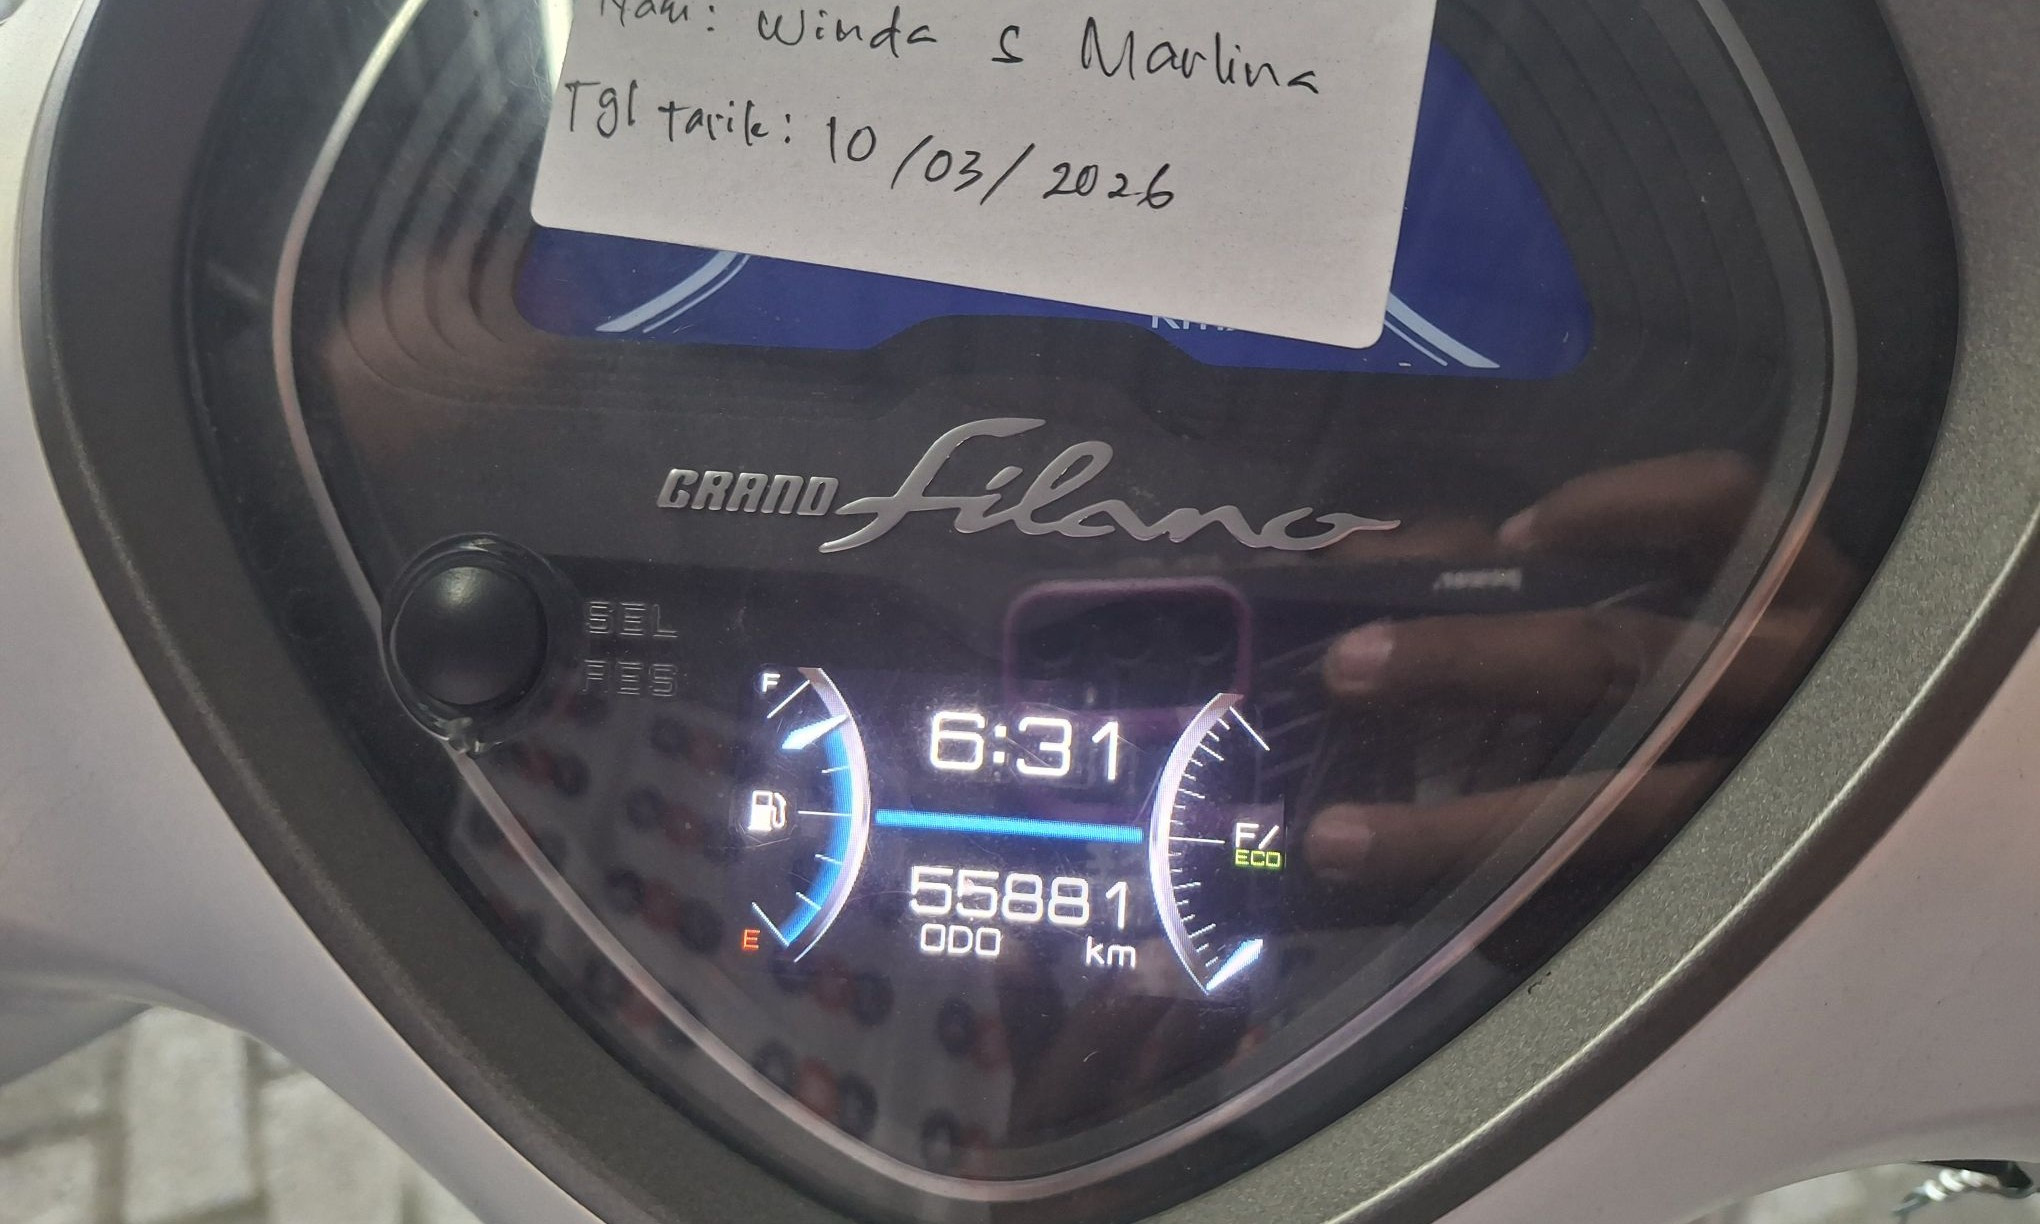 Nam: Winda S Marlina
Tgl tarik: 10/03/2026
GRAND Filano
SEL
RES
F
6:31
F/
ECO
55881
E
ODO km